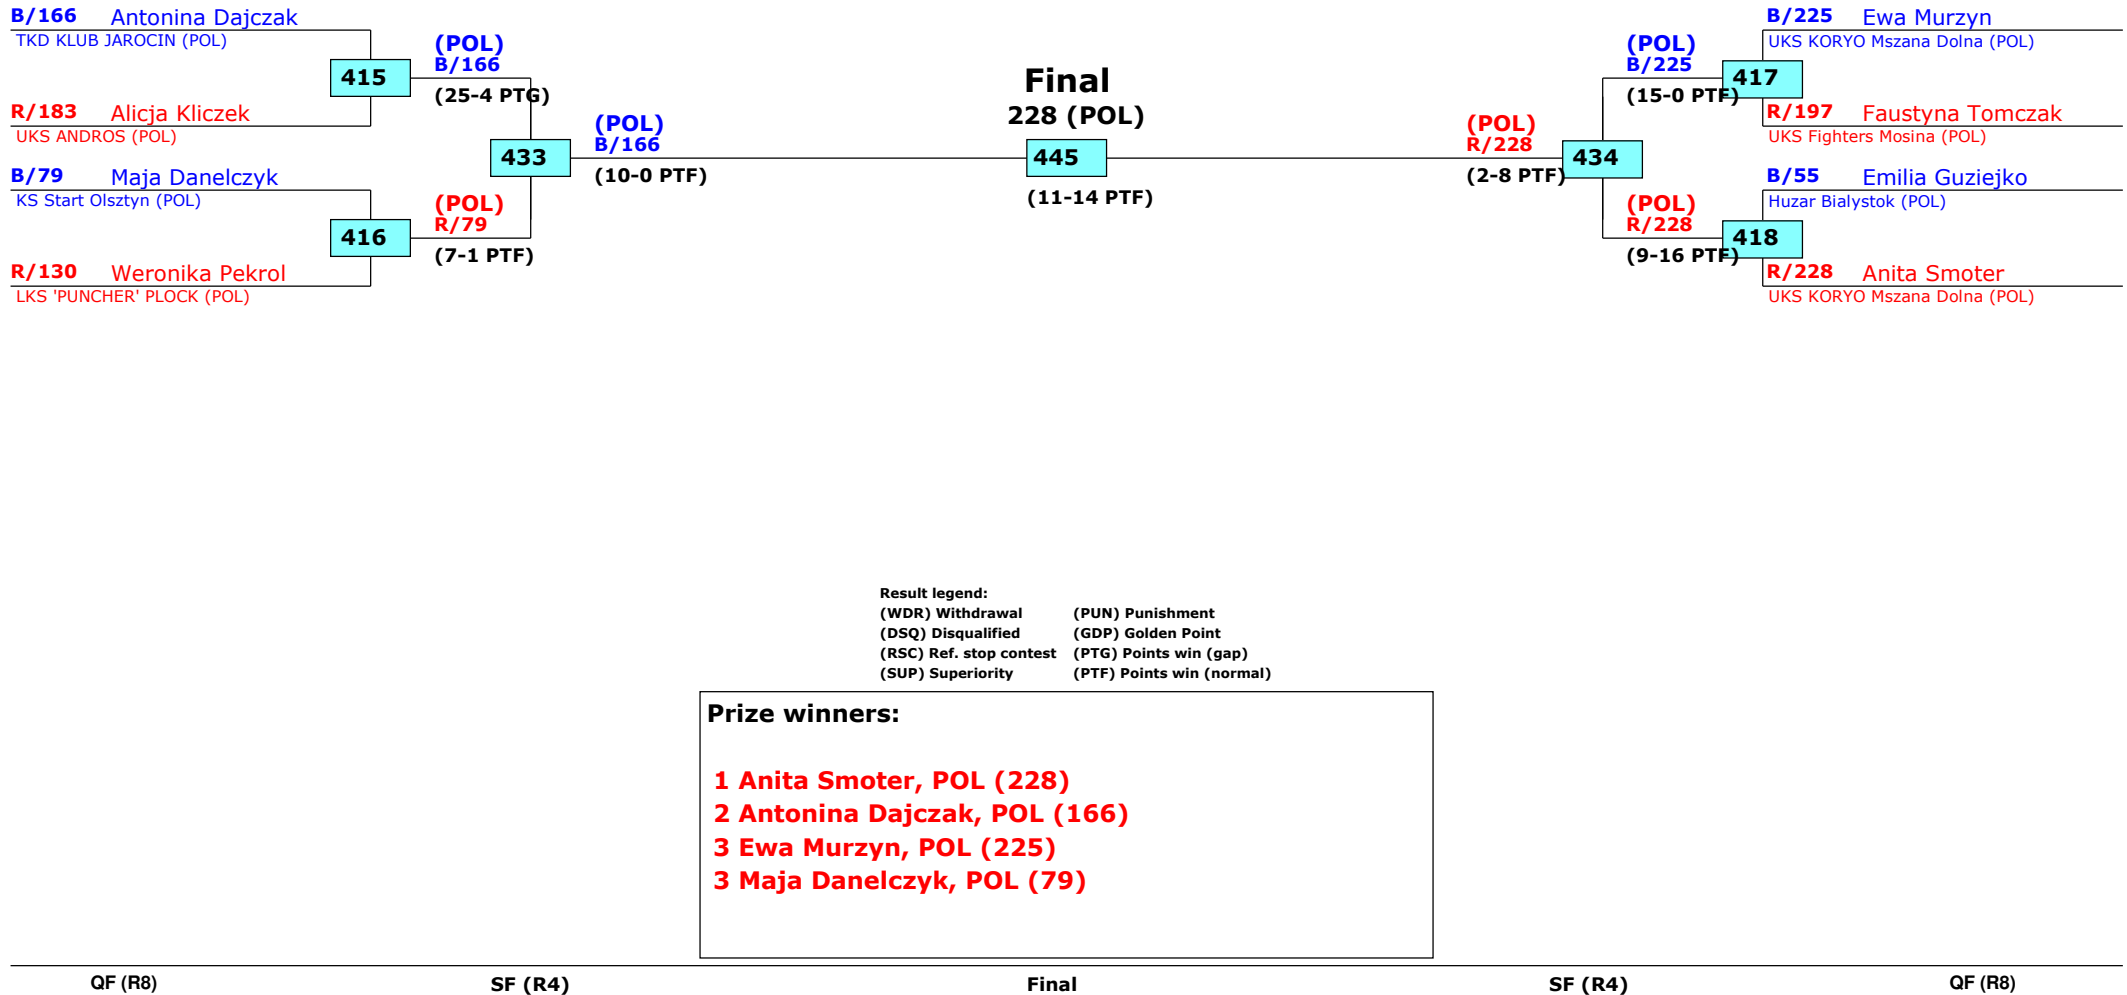 B/166 Antonina Dajczak
TKD KLUB JAROCIN (POL)
R/183 Alicja Kliczek
UKS ANDROS (POL)
B/79 Maja Danelczyk
KS Start Olsztyn (POL)
R/130 Weronika Pekrol
LKS 'PUNCHER' PLOCK (POL)
415
(POL)
B/166
(25-4 PTG)
416
(POL)
R/79
(7-1 PTF)
433
(POL)
B/166
(10-0 PTF)
Final
228 (POL)
445
(11-14 PTF)
(POL)
R/228
(2-8 PTF)
434
(POL)
B/225
(15-0 PTF)
417
(POL)
R/228
(9-16 PTF)
418
B/225 Ewa Murzyn
UKS KORYO Mszana Dolna (POL)
R/197 Faustyna Tomczak
UKS Fighters Mosina (POL)
B/55 Emilia Guziejko
Huzar Bialystok (POL)
R/228 Anita Smoter
UKS KORYO Mszana Dolna (POL)
Result legend:
(WDR) Withdrawal (PUN) Punishment
(DSQ) Disqualified (GDP) Golden Point
(RSC) Ref. stop contest (PTG) Points win (gap)
(SUP) Superiority (PTF) Points win (normal)
Prize winners:
1 Anita Smoter, POL (228)
2 Antonina Dajczak, POL (166)
3 Ewa Murzyn, POL (225)
3 Maja Danelczyk, POL (79)
QF (R8) SF (R4) Final SF (R4) QF (R8)